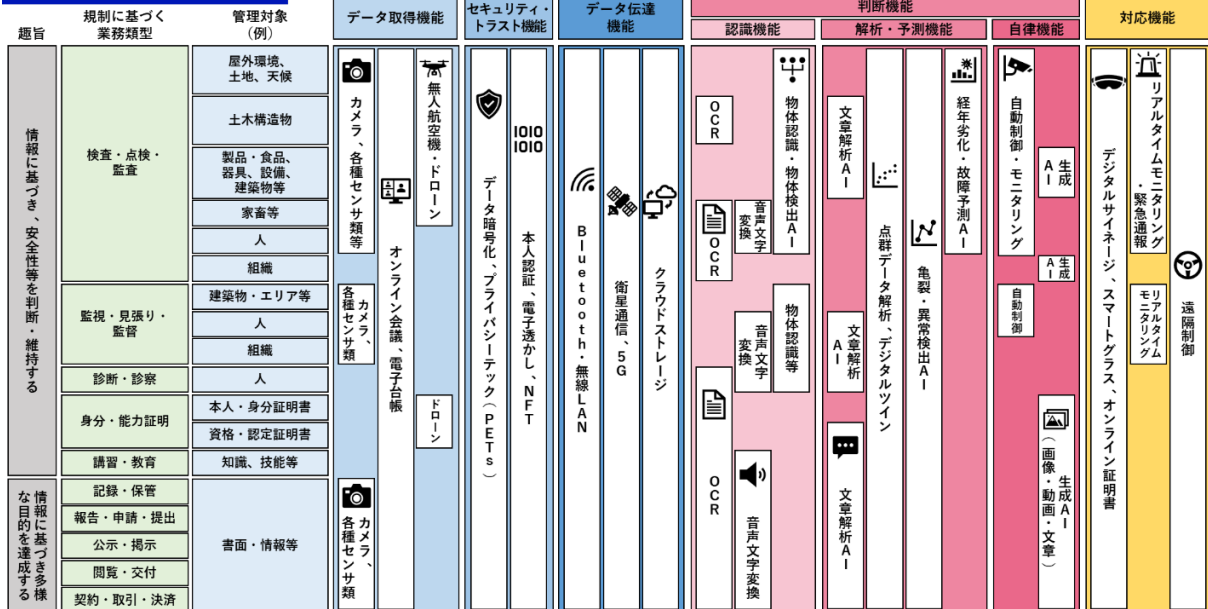 趣旨
規制に基づく
業務類型
管理対象
（例）
データ取得機能
セキュリティ・
トラスト機能
データ伝達
機能
判断機能
認識機能
解析・予測機能
自律機能
対応機能
情報に基づき、安全性等を判断・維持する
検査・点検・
監査
屋外環境、
土地、天候
土木構造物
製品・食品、
器具、設備、
建築物等
家畜等
人
組織
監視・見張り・
監督
建築物・エリア等
人
組織
診断・診察
人
身分・能力証明
本人・身分証明書
資格・認定証明書
講習・教育
知識、技能等
情報に基づき多様
な目的を達成する
記録・保管
報告・申請・提出
公示・掲示
閲覧・交付
契約・取引・決済
書面・情報等
カメラ、各種センサ類等
カメラ、
各種センサ類
カメラ、
各種センサ類
オンライン会議、電子台帳
無人航空機・ドローン
ドローン
データ暗号化、プライバシーテック（PETs）
1010
1010
本人認証、電子透かし、NFT
Bluetooth・無線LAN
衛星通信、5G
クラウドストレージ
OCR
OCR
OCR
音声文字
変換
音声文字
変換
音声文字変換
物体認識・物体検出AI
物体認識等
文章解析AI
文章解析
AI
文章解析AI
点群データ解析、デジタルツイン
亀裂・異常検出AI
経年劣化・故障予測AI
自動制御・モニタリング
自動制御
生成
AI
生成
AI
生成AI
（画像・動画・文章）
デジタルサイネージ、スマートグラス、オンライン証明書
リアルタイムモニタリング
・緊急通報
リアルタイム
モニタリング
遠隔制御